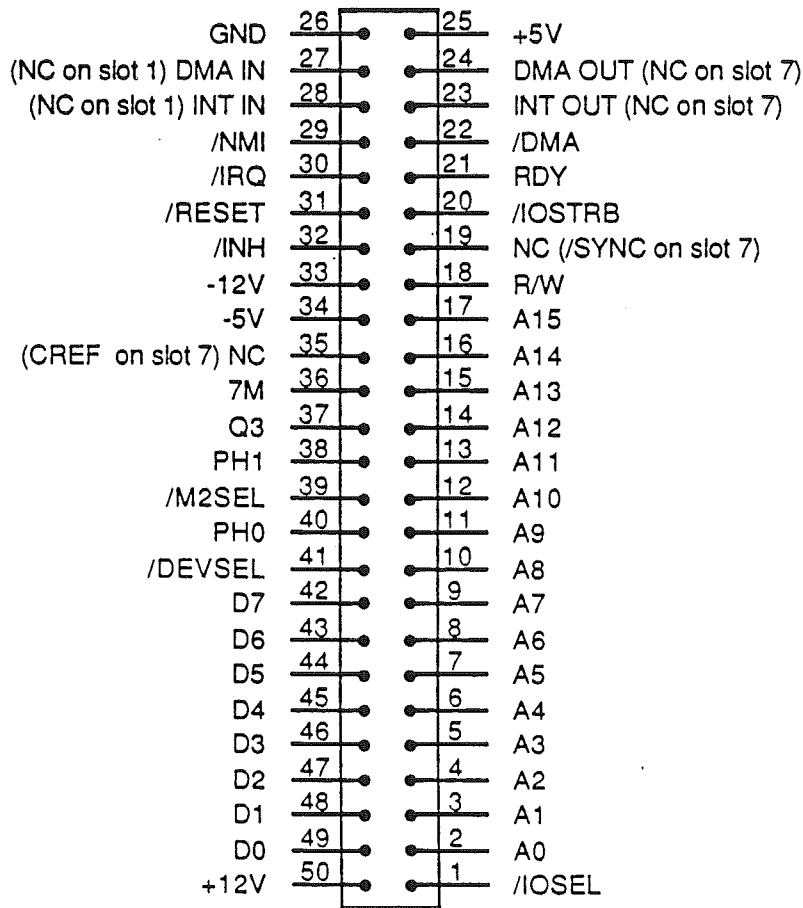 GND 26 25 +5V
(NC on slot 1) DMA IN 27 24 DMA OUT (NC on slot 7)
(NC on slot 1) INT IN 28 23 INT OUT (NC on slot 7)
/NMI 29 22 /DMA
/IRQ 30 21 RDY
/RESET 31 20 /IOSTRB
/INH 32 19 NC (/SYNC on slot 7)
-12V 33 18 R/W
-5V 34 17 A15
(CREF on slot 7) NC 35 16 A14
7M 36 15 A13
Q3 37 14 A12
PH1 38 13 A11
/M2SEL 39 12 A10
PH0 40 11 A9
/DEVSEL 41 10 A8
D7 42 9 A7
D6 43 8 A6
D5 44 7 A5
D4 45 6 A4
D3 46 5 A3
D2 47 4 A2
D1 48 3 A1
D0 49 2 A0
+12V 50 1 /IOSEL